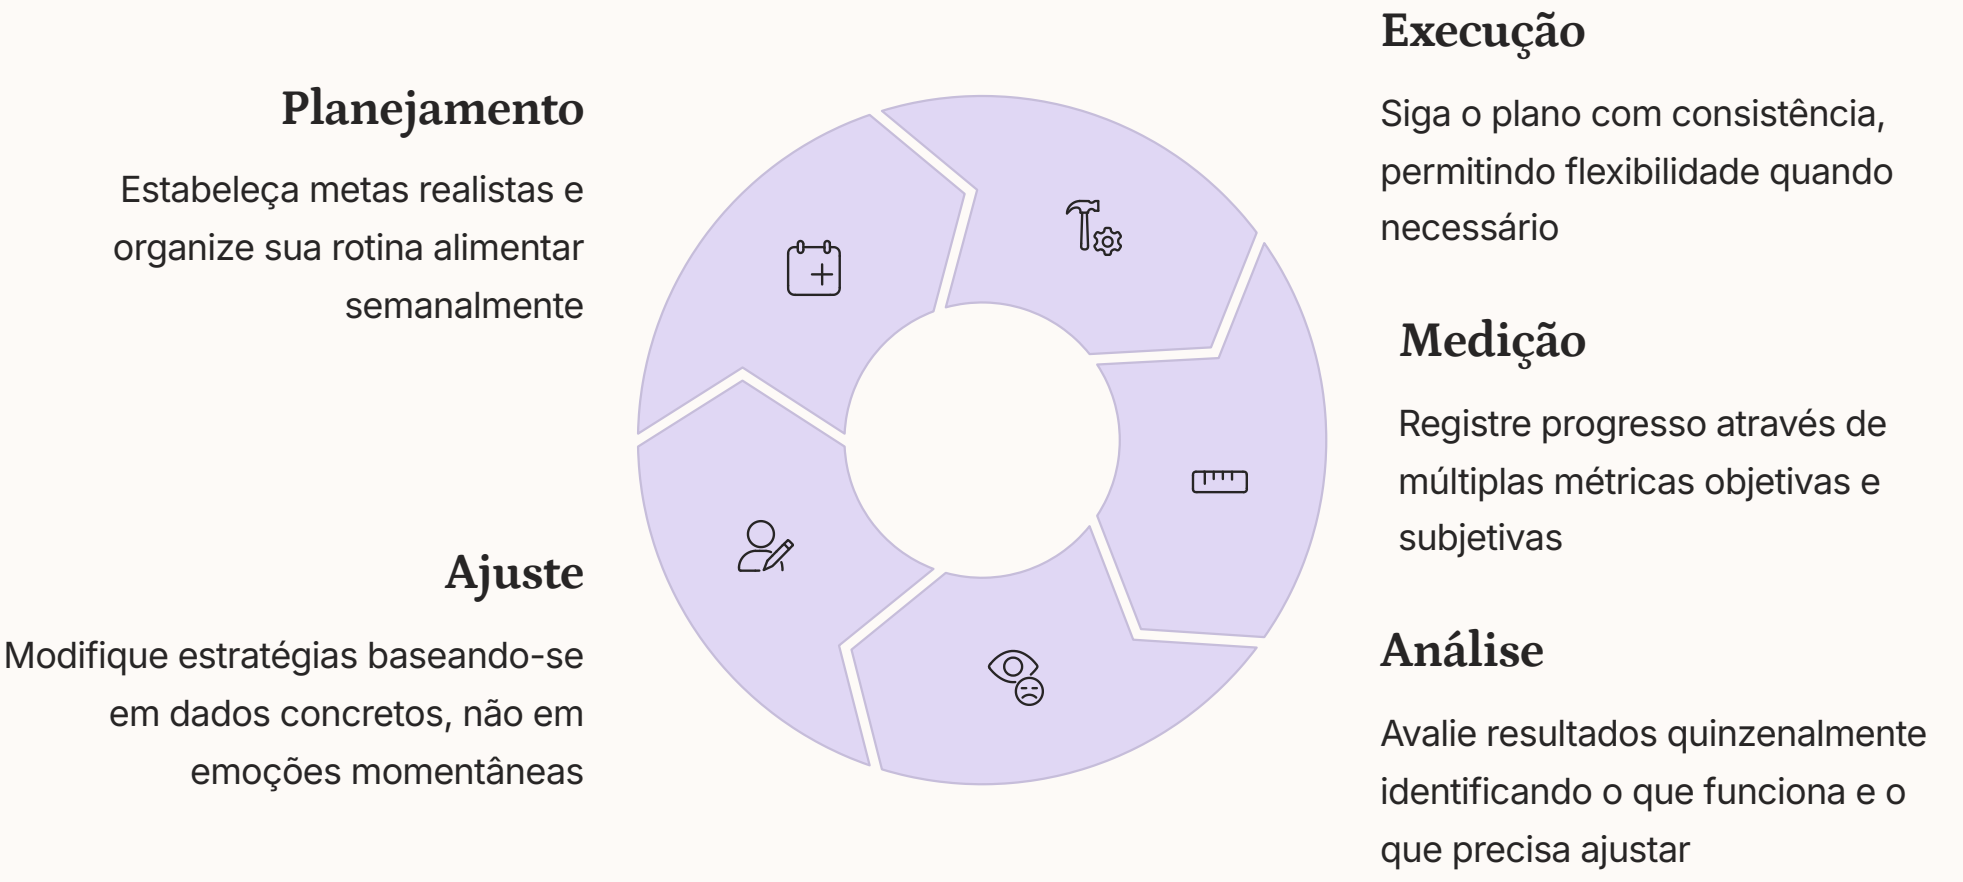 Planejamento
Estabeleça metas realistas e
organize sua rotina alimentar
semanalmente
Execução
Siga o plano com consistência,
permitindo flexibilidade quando
necessário
Medição
Registre progresso através de
múltiplas métricas objetivas e
subjetivas
Análise
Avalie resultados quinzenalmente
identificando o que funciona e o
que precisa ajustar
Ajuste
Modifique estratégias baseando-se
em dados concretos, não em
emoções momentâneas